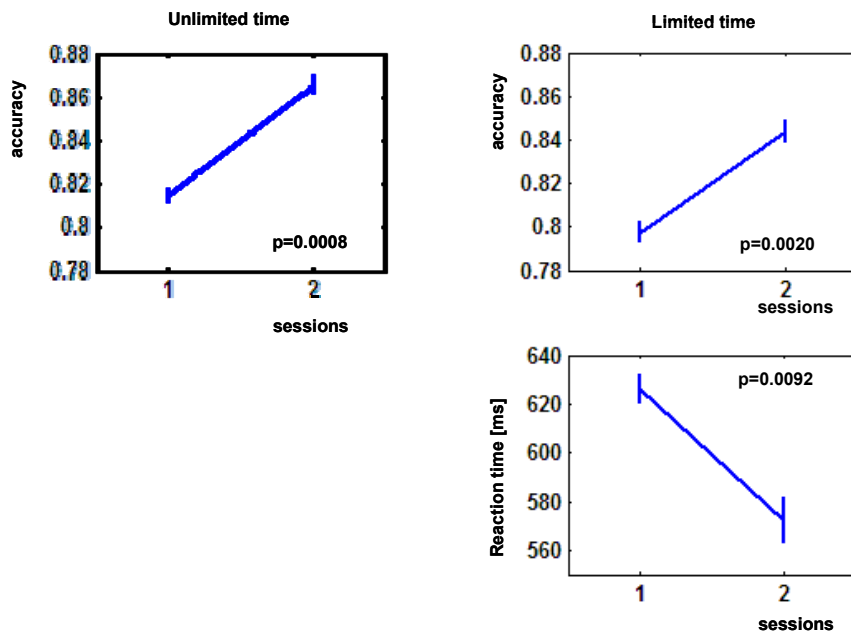 Unlimited time
0.88
0.86
0.84
0.82
0.8
0.78
accuracy
p=0.0008
1 2
sessions
Limited time
0.88
0.86
0.84
0.82
0.8
0.78
accuracy
p=0.0020
1 2
sessions
640
620
600
580
560
Reaction time [ms]
p=0.0092
1 2
sessions